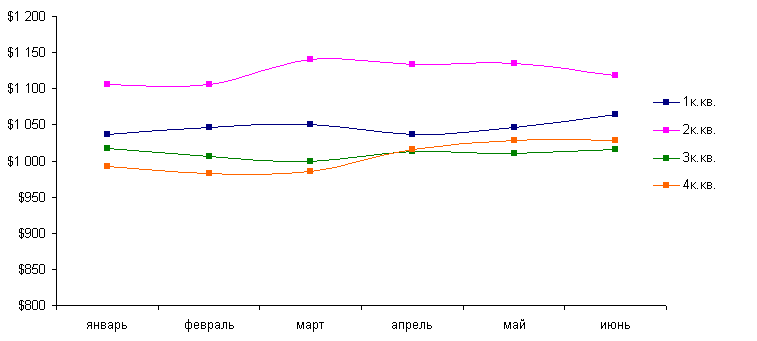 $1 200
$1 150
$1 100
$1 050
$1 000
$950
$900
$850
$800
январь февраль март апрель май июнь
1к.кв.
2к.кв.
3к.кв.
4к.кв.